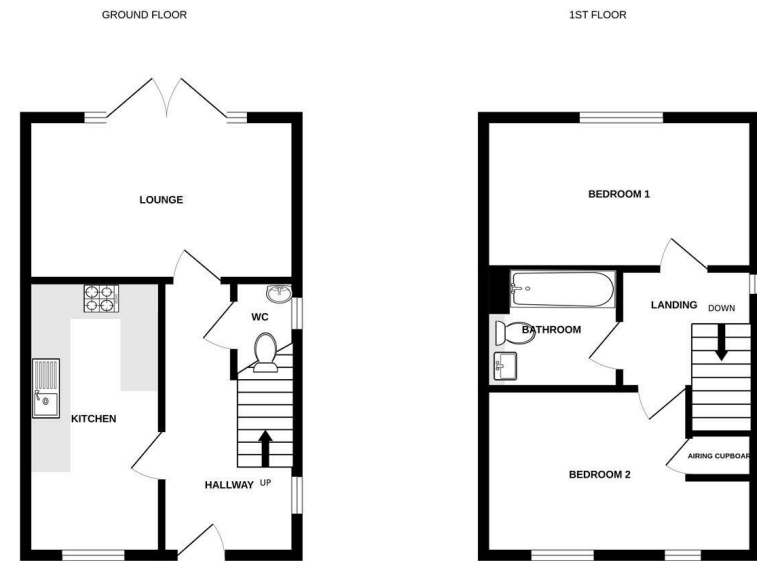 GROUND FLOOR
1ST FLOOR
LOUNGE
WC
KITCHEN
HALLWAY
UP
BEDROOM 1
LANDING
DOWN
BATHROOM
AIRING CUPBOAR
BEDROOM 2